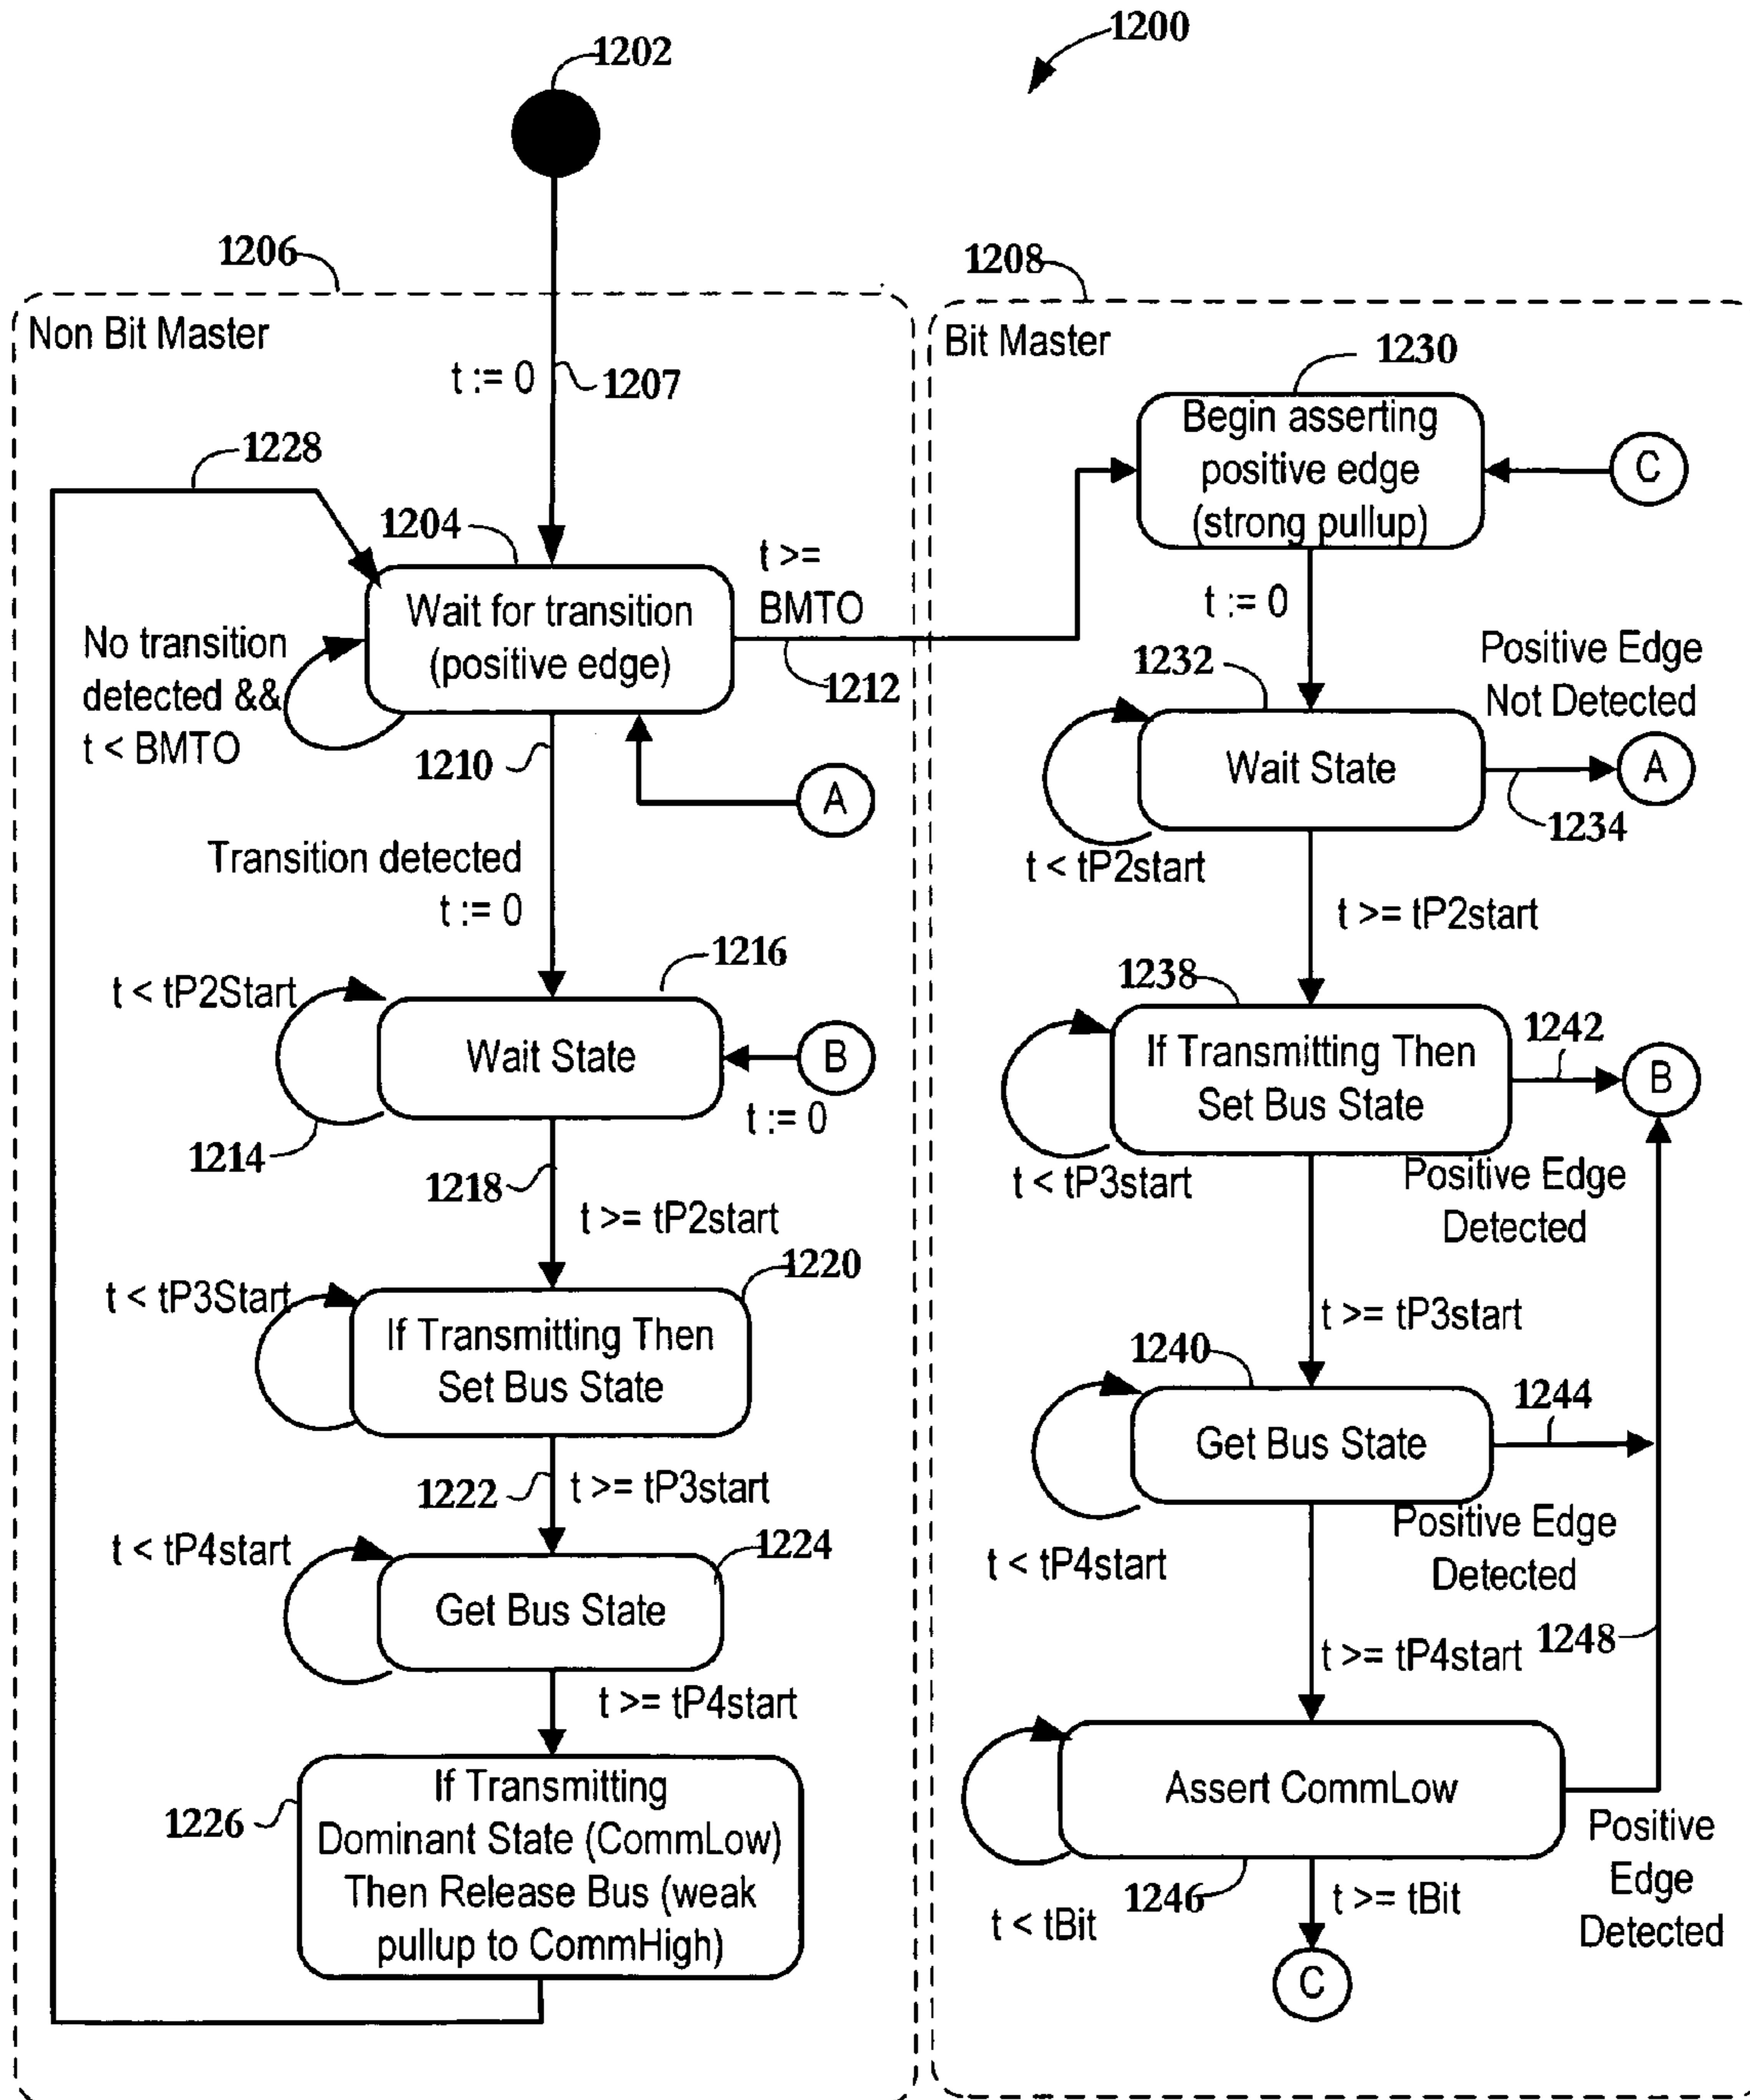 1200
1202
1206
1208
Non Bit Master
Bit Master
t := 0
1207
1230
Begin asserting
positive edge
(strong pullup)
C
1228
1204
Wait for transition
(positive edge)
t >=
BMTO
1212
No transition
detected &&
t < BMTO
1210
A
Transition detected
t := 0
t := 0
1232
Wait State
Positive Edge
Not Detected
A
1234
t < tP2start
t >= tP2start
1216
t < tP2Start
Wait State
B
t := 0
1214
1218
t >= tP2start
1238
If Transmitting Then
Set Bus State
1242
B
t < tP3start
Positive Edge
Detected
t >= tP3start
1220
t < tP3Start
If Transmitting Then
Set Bus State
1222
t >= tP3start
1240
Get Bus State
1244
Positive Edge
Detected
t < tP4start
t >= tP4start
1248
t < tP4start
1224
Get Bus State
t >= tP4start
1226
If Transmitting
Dominant State (CommLow)
Then Release Bus (weak
pullup to CommHigh)
Assert CommLow
Positive
Edge
Detected
1246
t < tBit
t >= tBit
C